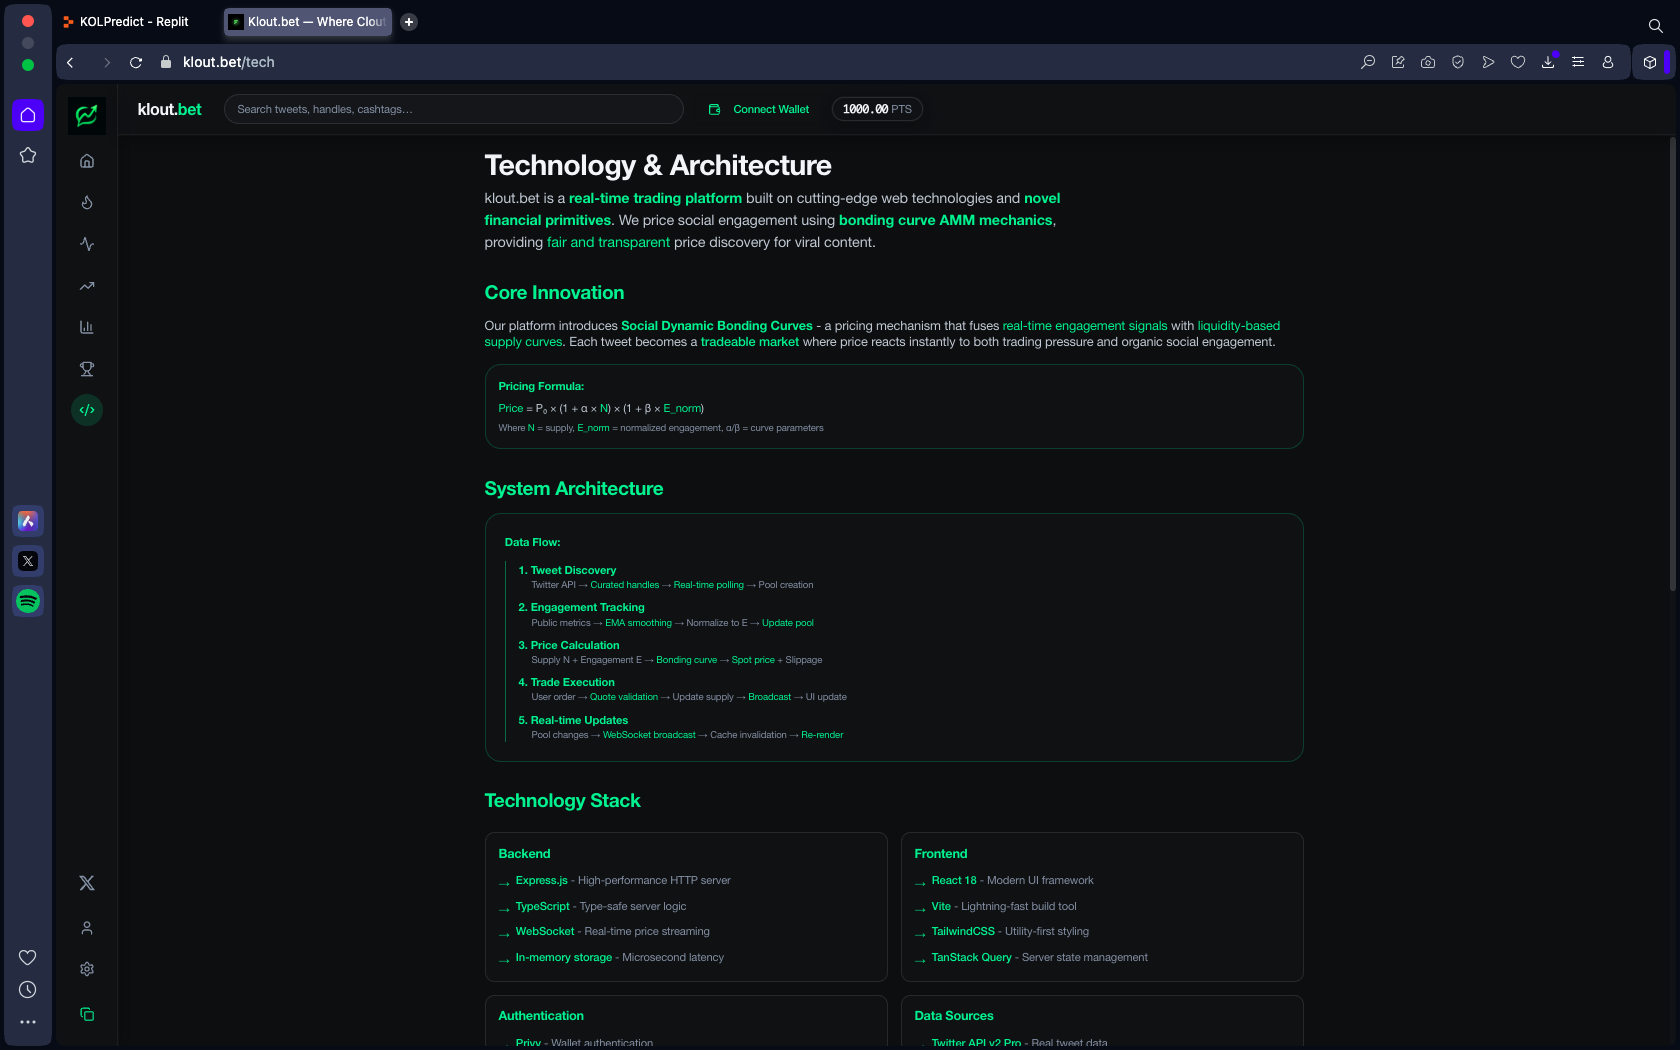 KOLPredict - Replit
Klout.bet — Where Clout
klout.bet/tech
klout.bet
Search tweets, handles, cashtags…
Connect Wallet
1000.00 PTS
Technology & Architecture
klout.bet is a real-time trading platform built on cutting-edge web technologies and novel
financial primitives. We price social engagement using bonding curve AMM mechanics,
providing fair and transparent price discovery for viral content.
Core Innovation
Our platform introduces Social Dynamic Bonding Curves - a pricing mechanism that fuses real-time engagement signals with liquidity-based
supply curves. Each tweet becomes a tradeable market where price reacts instantly to both trading pressure and organic social engagement.
Pricing Formula:
Price = P₀ × (1 + α × N) × (1 + β × E_norm)
Where N = supply, E_norm = normalized engagement, α/β = curve parameters
System Architecture
Data Flow:
1. Tweet Discovery
Twitter API → Curated handles → Real-time polling → Pool creation
2. Engagement Tracking
Public metrics → EMA smoothing → Normalize to E → Update pool
3. Price Calculation
Supply N + Engagement E → Bonding curve → Spot price + Slippage
4. Trade Execution
User order → Quote validation → Update supply → Broadcast → UI update
5. Real-time Updates
Pool changes → WebSocket broadcast → Cache invalidation → Re-render
Technology Stack
Backend
→ Express.js - High-performance HTTP server
→ TypeScript - Type-safe server logic
→ WebSocket - Real-time price streaming
→ In-memory storage - Microsecond latency
Frontend
→ React 18 - Modern UI framework
→ Vite - Lightning-fast build tool
→ TailwindCSS - Utility-first styling
→ TanStack Query - Server state management
Authentication
→ Privy - Wallet authentication
Data Sources
→ Twitter API v2 Pro - Real tweet data